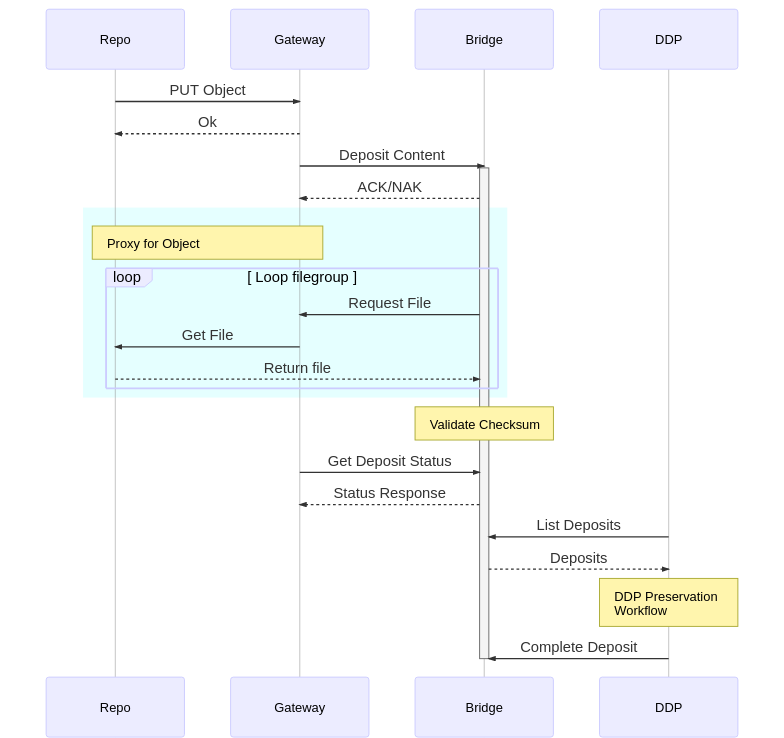 Repo Gateway Bridge DDP
PUT Object
Ok
Deposit Content
ACK/NAK
Proxy for Object
loop [ Loop filegroup ]
Request File
Get File
Return file
Validate Checksum
Get Deposit Status
Status Response
List Deposits
Deposits
DDP Preservation
Workflow
Complete Deposit
Repo Gateway Bridge DDP